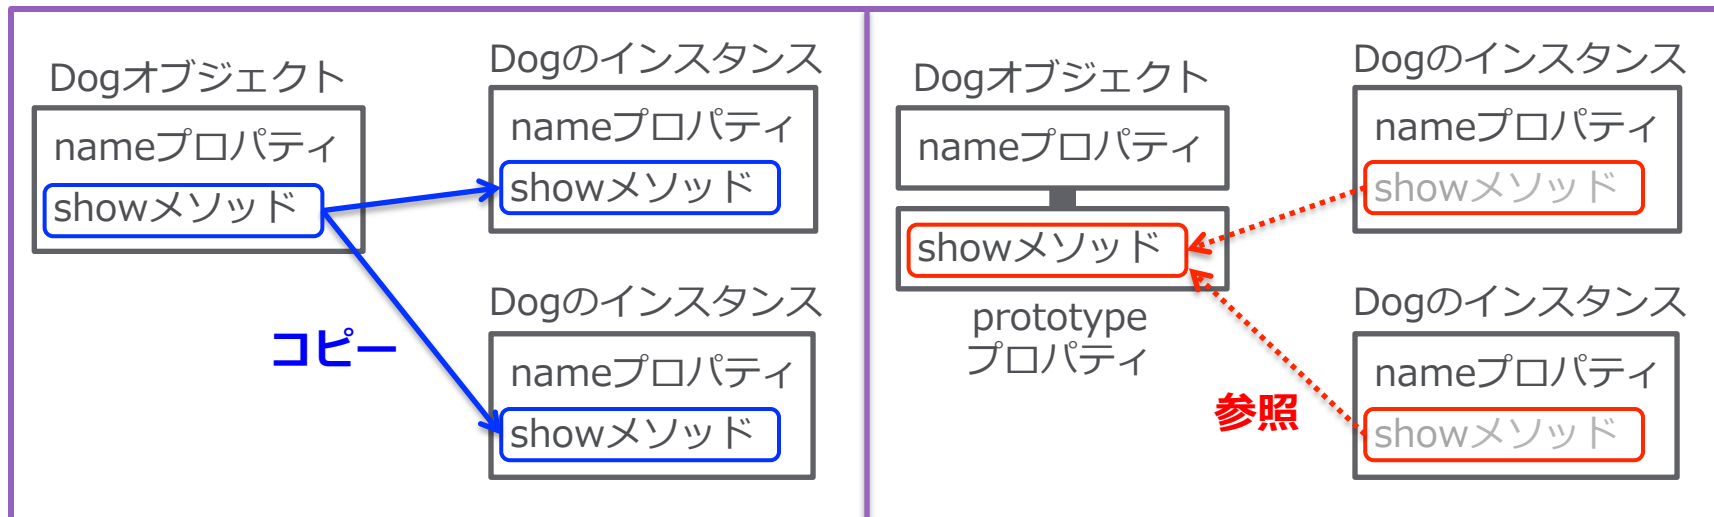 Dogオブジェクト
nameプロパティ
showメソッド
Dogのインスタンス
nameプロパティ
showメソッド
コピー
Dogのインスタンス
nameプロパティ
showメソッド
Dogオブジェクト
nameプロパティ
showメソッド
prototype
プロパティ
Dogのインスタンス
nameプロパティ
showメソッド
参照
Dogのインスタンス
nameプロパティ
showメソッド